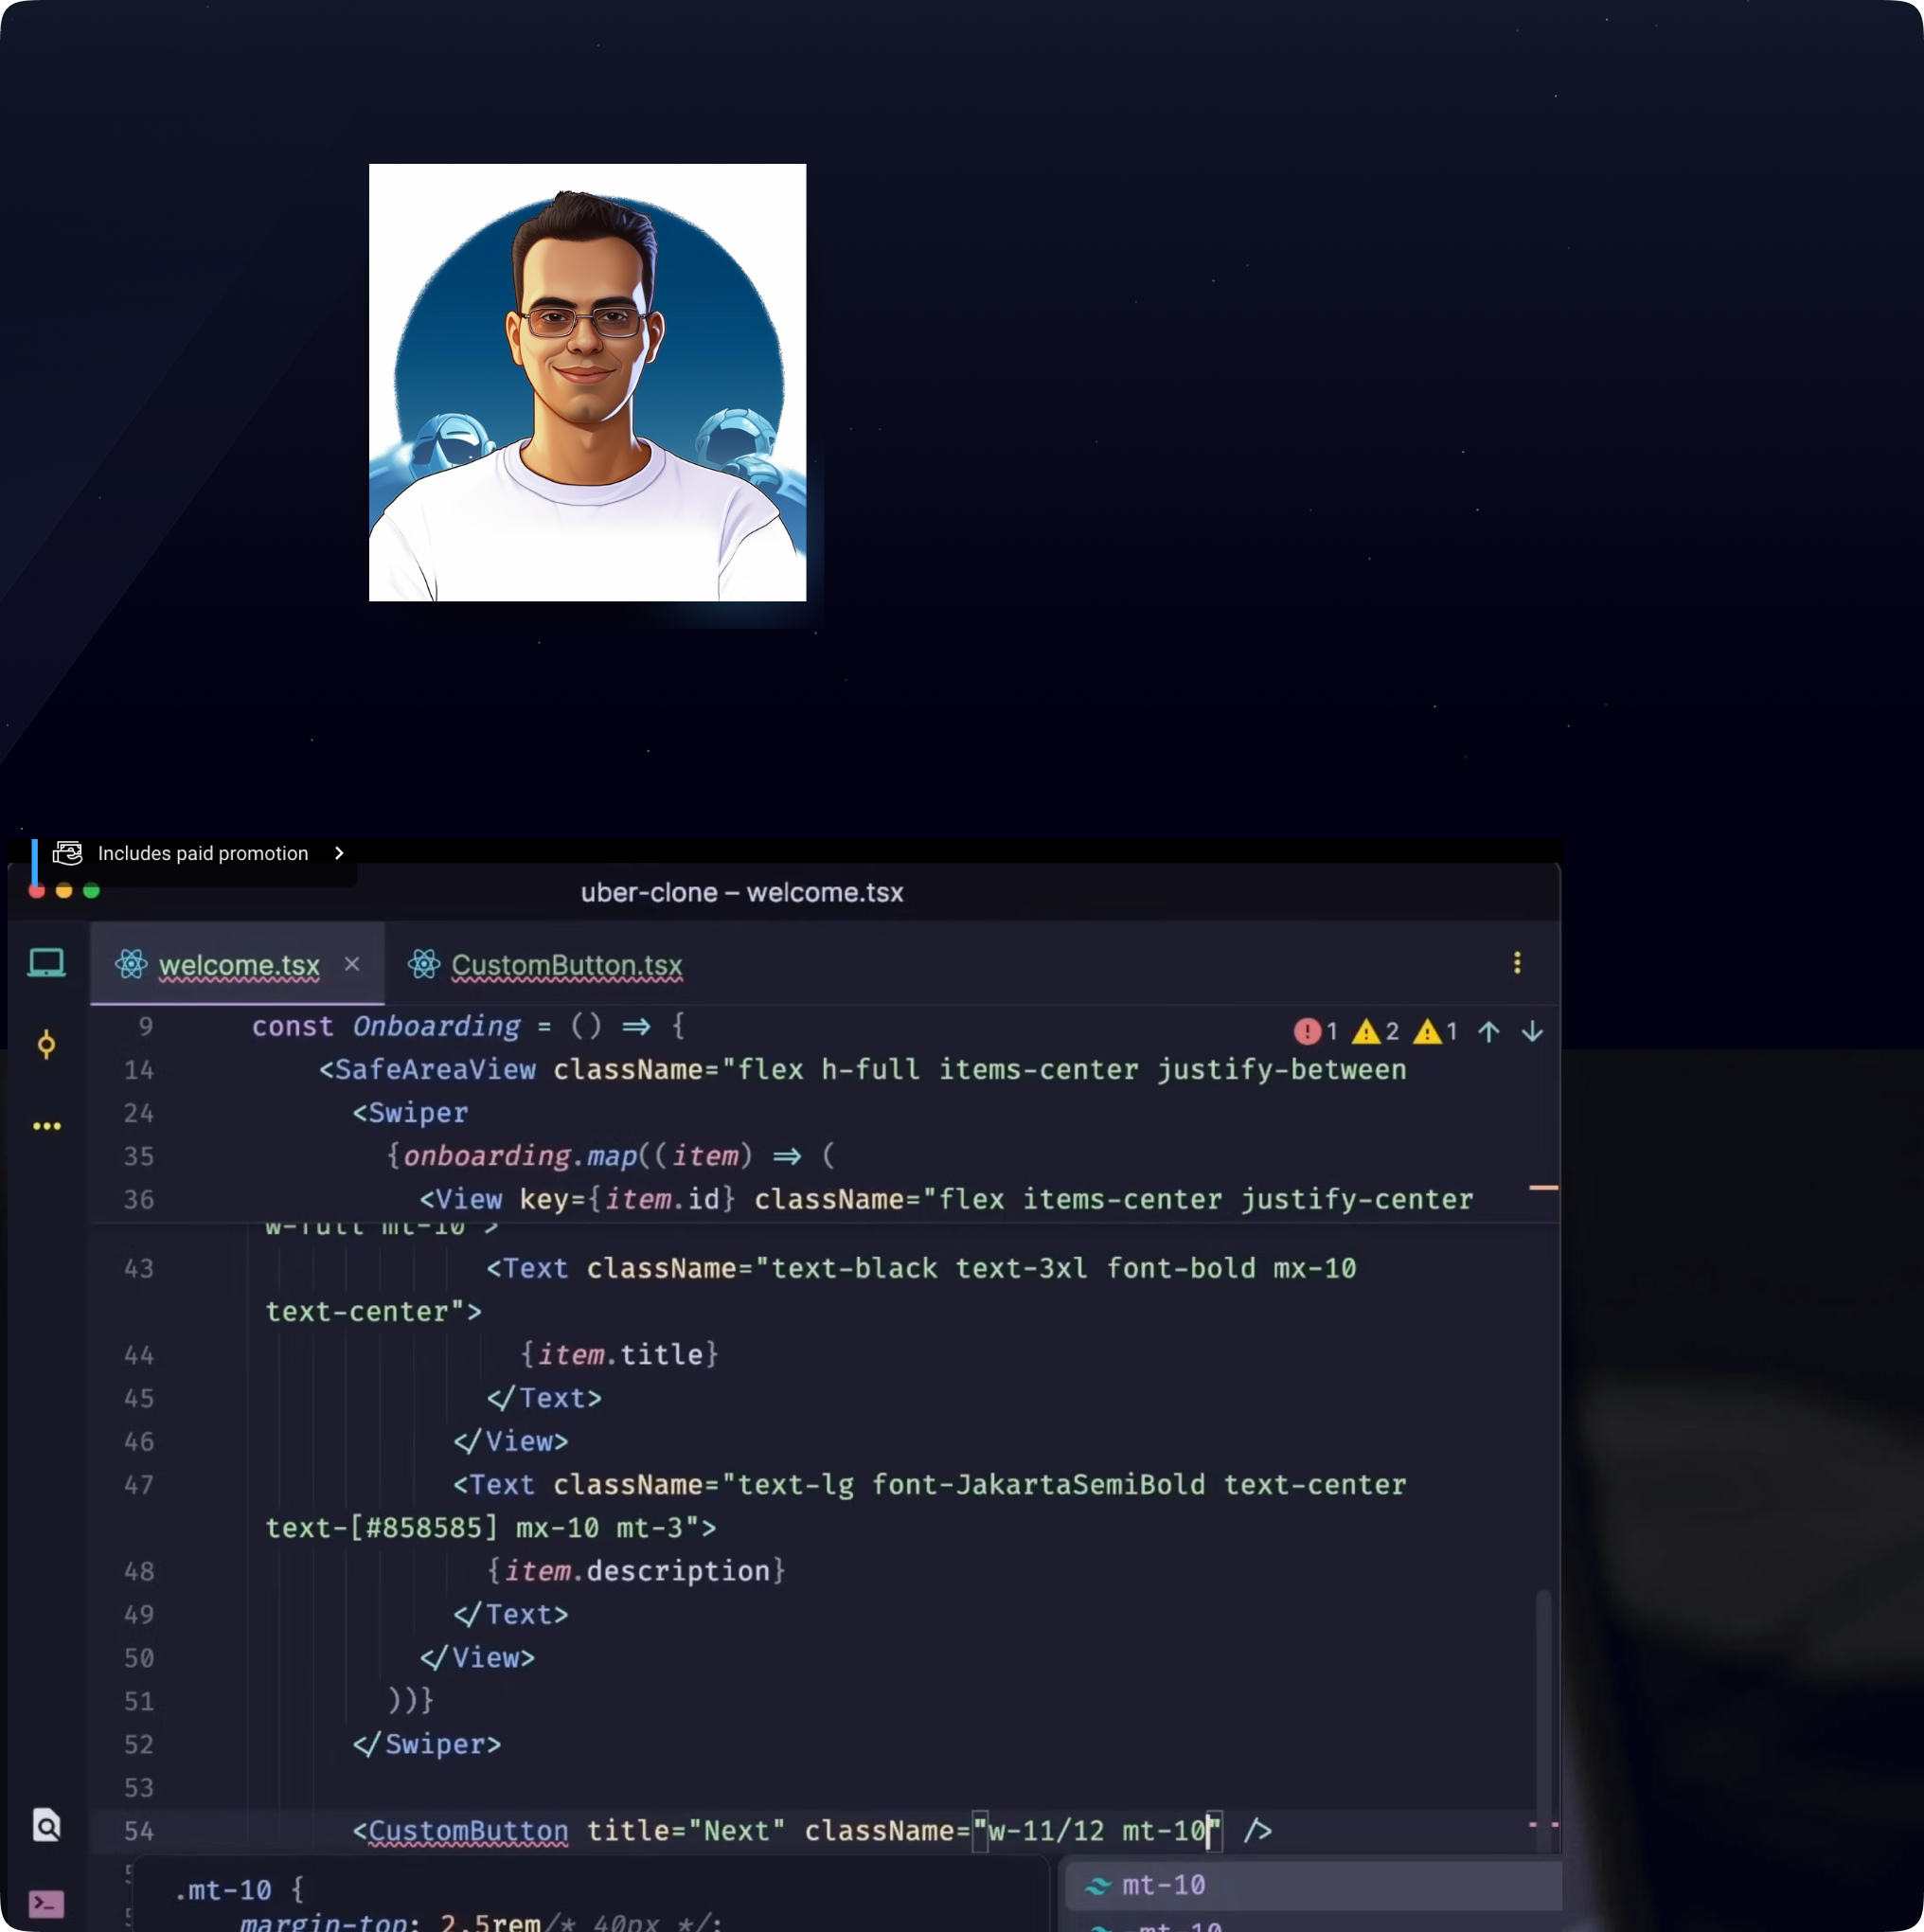 Includes paid promotion
uber-clone – welcome.tsx
welcome.tsx × CustomButton.tsx
9 const Onboarding = () => {
1 2 1
14 <SafeAreaView className="flex h-full items-center justify-between
24 <Swiper
35 {onboarding.map((item) => (
36 <View key={item.id} className="flex items-center justify-center
w-full mt-10">
43 <Text className="text-black text-3xl font-bold mx-10
text-center">
44 {item.title}
45 </Text>
46 </View>
47 <Text className="text-lg font-JakartaSemiBold text-center
text-[#858585] mx-10 mt-3">
48 {item.description}
49 </Text>
50 </View>
51 ))}
52 </Swiper>
53
54 <CustomButton title="Next" className="w-11/12 mt-10" />
.mt-10 {
mt-10
margin-top: 2.5rem/* 40px */;
-mt-10